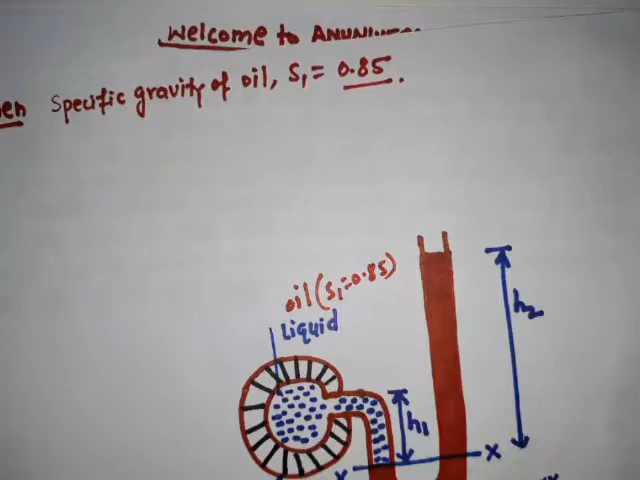 Welcome to
Specific gravity of oil, S₁ = 0.85.
oil (S₁=0.85)
Liquid
h₂
h₁
X
X